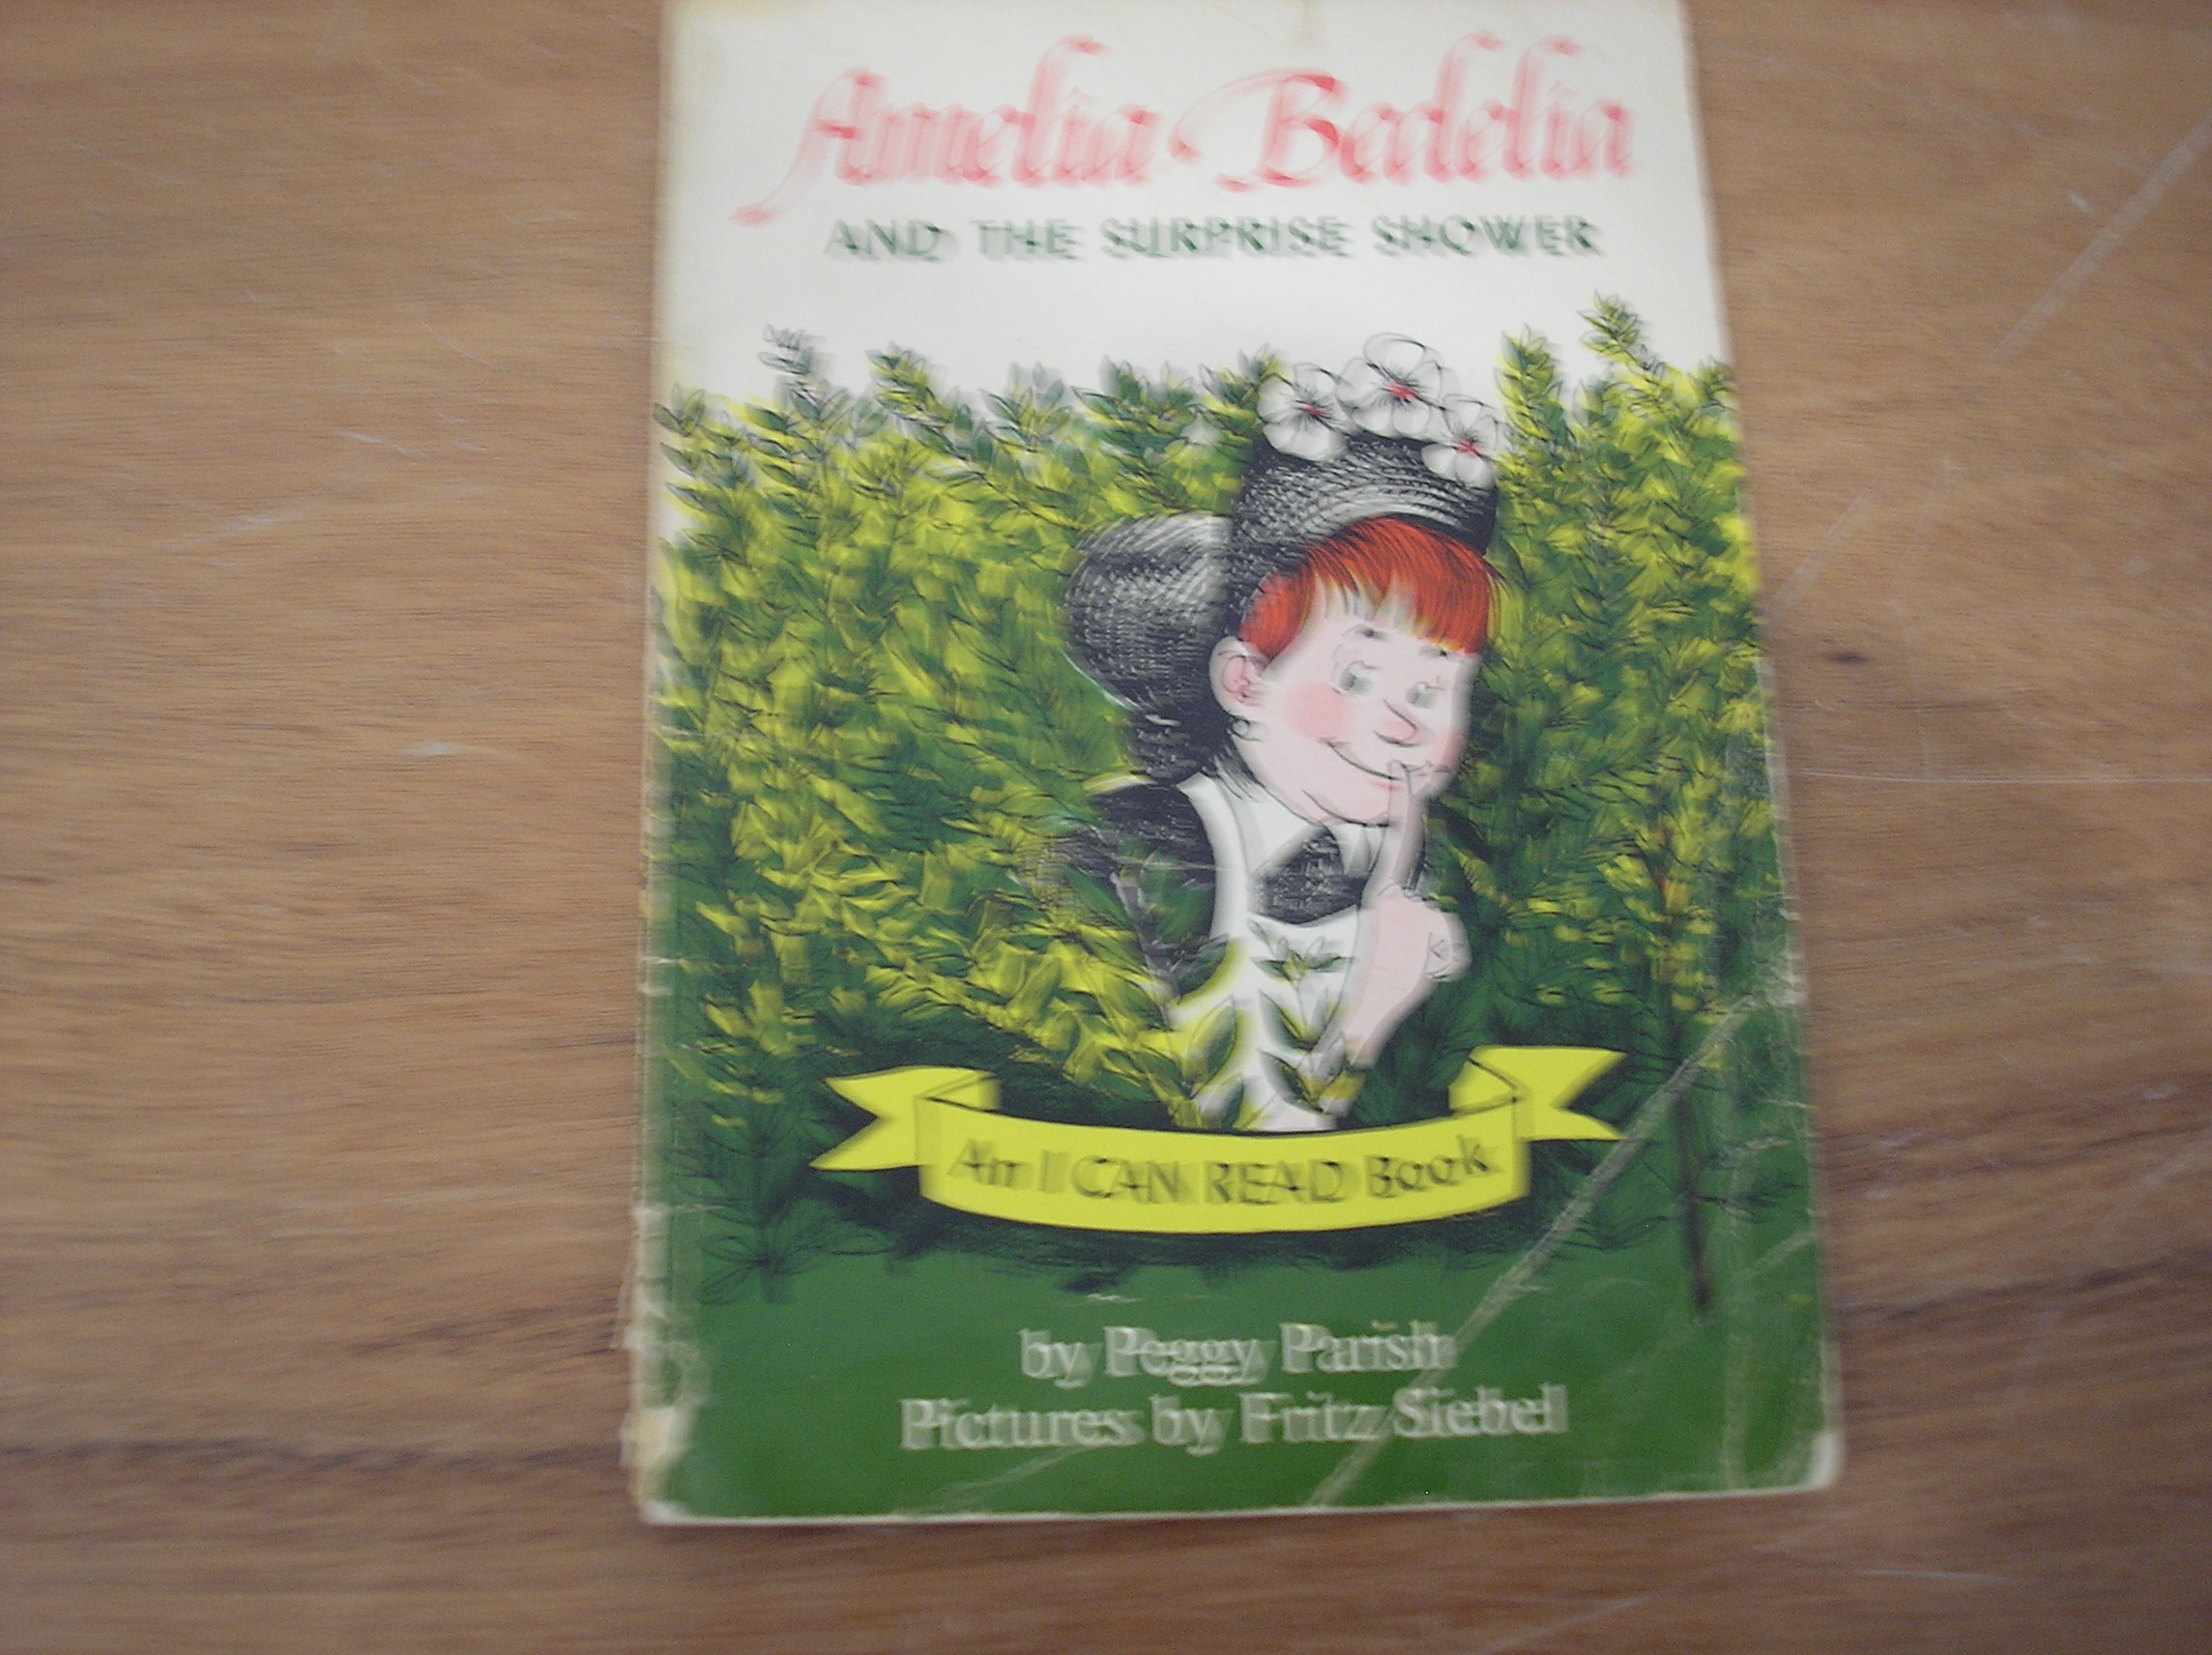 Amelia Bedelia
AND THE SURPRISE SHOWER
An I CAN READ Book
by Peggy Parish
Pictures by Fritz Siebel